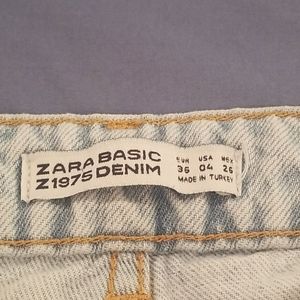 ZARA BASIC
Z1975 DENIM
EUR USA MEX
36 04 26
MADE IN TURKEY